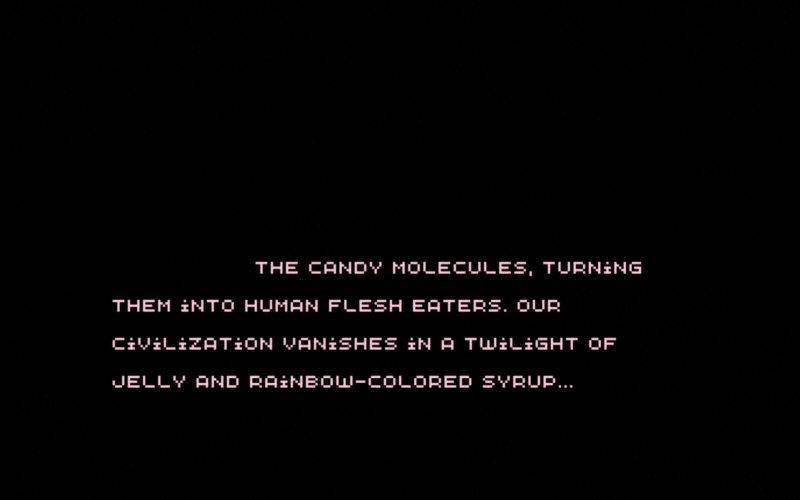 THE CANDY MOLECULES, TURNING
THEM INTO HUMAN FLESH EATERS. OUR
CIVILIZATION VANISHES IN A TWILIGHT OF
JELLY AND RAINBOW-COLORED SYRUP...